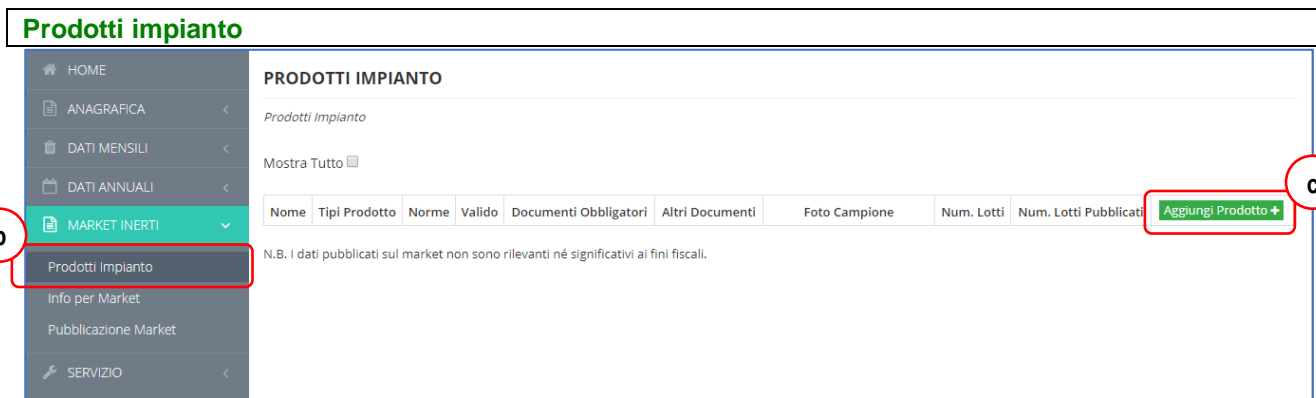 Prodotti impianto
HOME
ANAGRAFICA
DATI MENSILI
DATI ANNUALI
MARKET INERTI
Prodotti Impianto
Info per Market
Pubblicazione Market
SERVIZIO
PRODOTTI IMPIANTO
Prodotti Impianto
Mostra Tutto
Nome Tipi Prodotto Norme Valido Documenti Obbligatori Altri Documenti Foto Campione Num. Lotti Num. Lotti Pubblicati Aggiungi Prodotto +
N.B. I dati pubblicati sul market non sono rilevanti né significativi ai fini fiscali.